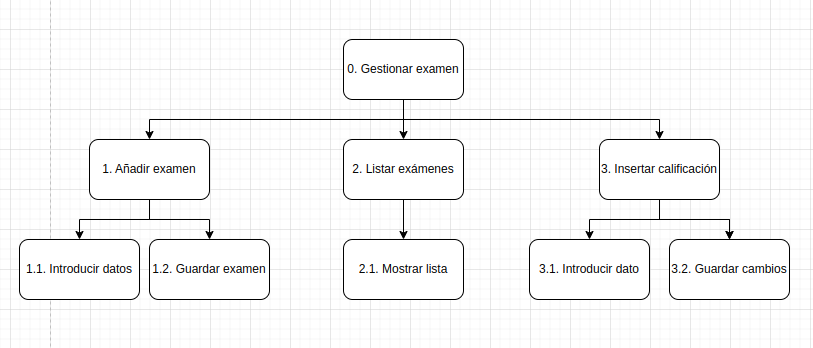 0. Gestionar examen
1. Añadir examen
2. Listar exámenes
3. Insertar calificación
1.1. Introducir datos
1.2. Guardar examen
2.1. Mostrar lista
3.1. Introducir dato
3.2. Guardar cambios